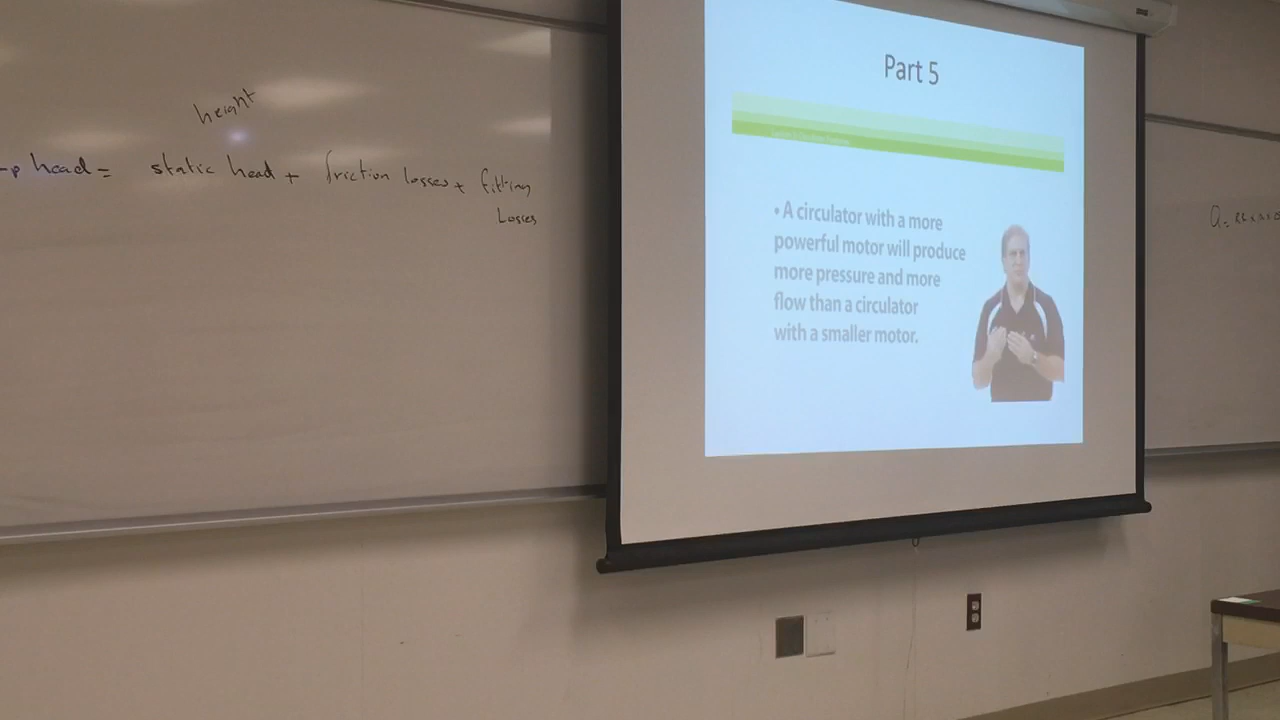 height
p head = static head + friction losses + fitting
Losses
Part 5
• A circulator with a more
powerful motor will produce
more pressure and more
flow than a circulator
with a smaller motor.